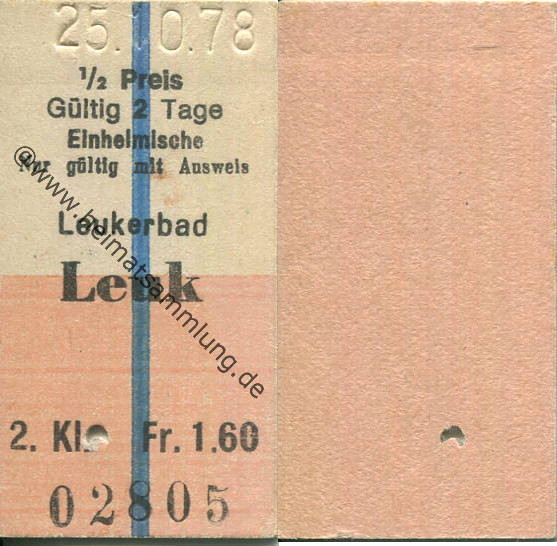 25. 0.78
½ Preis
Gültig 2 Tage
Einheimische
Nur gültig mit Ausweis
Leukerbad
Leuk
2. Kl. Fr. 1.60
02805
©www.heimatsammlung.de